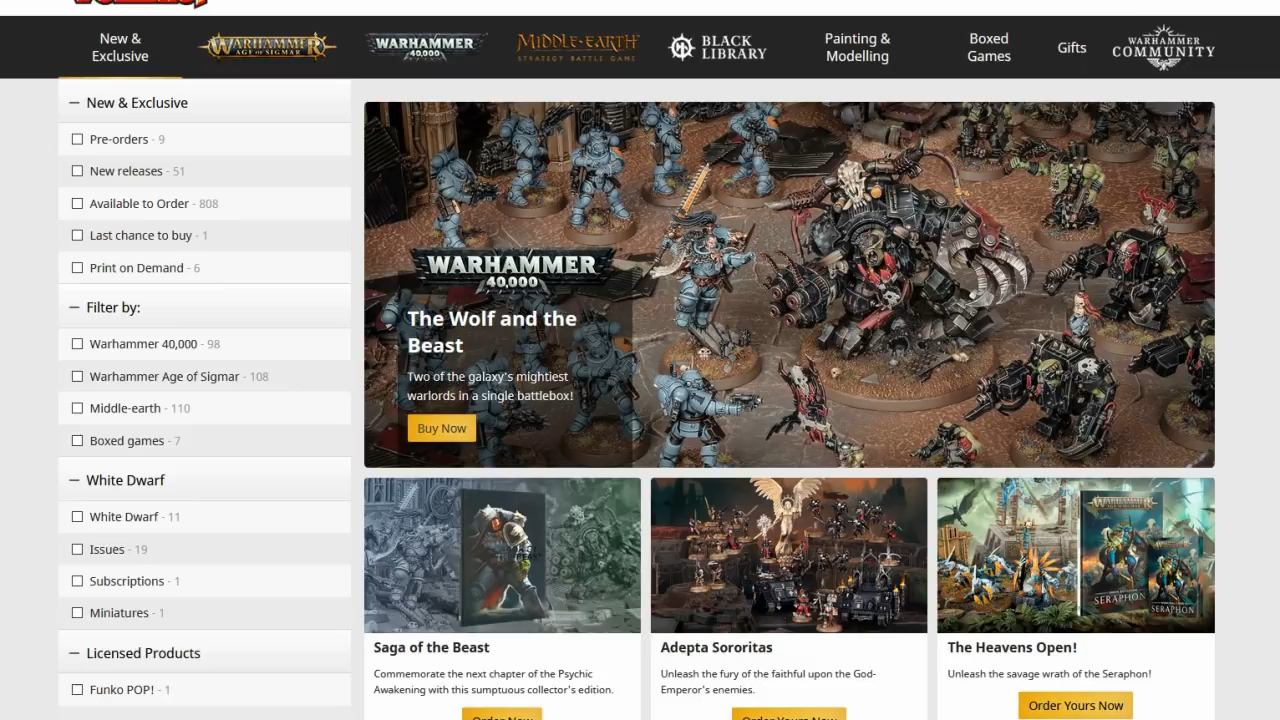 New &
Exclusive
WARHAMMER
AGE OF SIGMAR
WARHAMMER
40,000
MIDDLE-EARTH
STRATEGY BATTLE GAME
BLACK
LIBRARY
Painting &
Modelling
Boxed
Games
Gifts
WARHAMMER
COMMUNITY
New & Exclusive
Pre-orders - 9
New releases - 51
Available to Order - 808
Last chance to buy - 1
Print on Demand - 6
Filter by:
Warhammer 40,000 - 98
Warhammer Age of Sigmar - 108
Middle-earth - 110
Boxed games - 7
White Dwarf
White Dwarf - 11
Issues - 19
Subscriptions - 1
Miniatures - 1
Licensed Products
Funko POP! - 1
WARHAMMER
40,000
The Wolf and the
Beast
Two of the galaxy's mightiest
warlords in a single battlebox!
Buy Now
Saga of the Beast
Commemorate the next chapter of the Psychic
Awakening with this sumptuous collector's edition.
Order Now
Adepta Sororitas
Unleash the fury of the faithful upon the God-
Emperor's enemies.
Order Yours Now
WARHAMMER
SERAPHON
SERAPHON
The Heavens Open!
Unleash the savage wrath of the Seraphon!
Order Yours Now